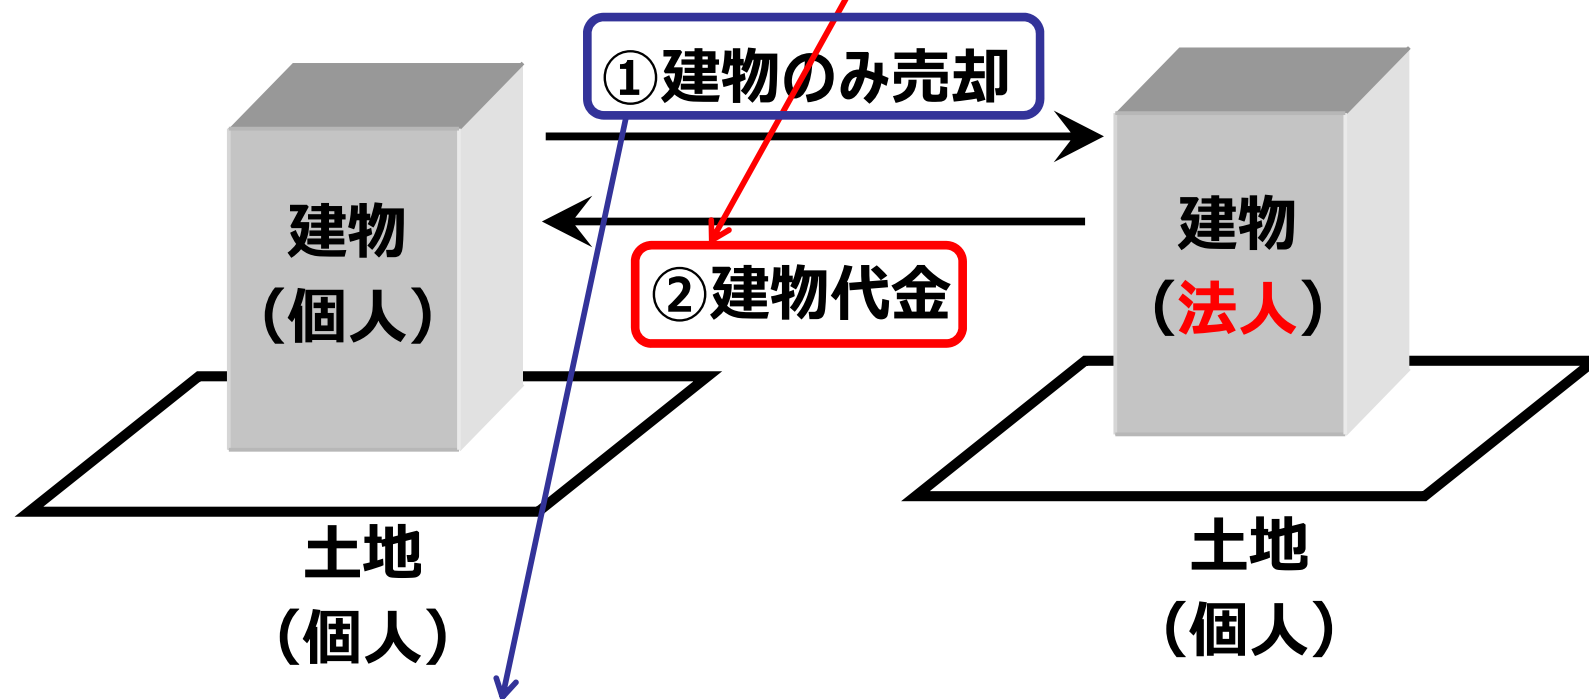 ①建物のみ売却
建物
（個人）
②建物代金
建物
（法人）
土地
（個人）
土地
（個人）